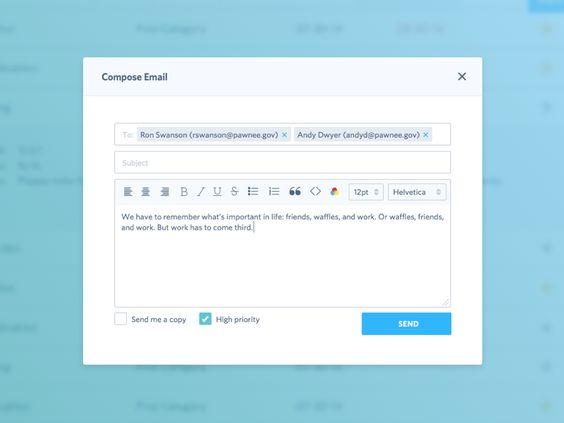 Compose Email
To: Ron Swanson (rswanson@pawnee.gov) × Andy Dwyer (andyd@pawnee.gov) ×
Subject
B I U S 12pt Helvetica
We have to remember what's important in life: friends, waffles, and work. Or waffles, friends,
and work. But work has to come third.
Send me a copy High priority SEND